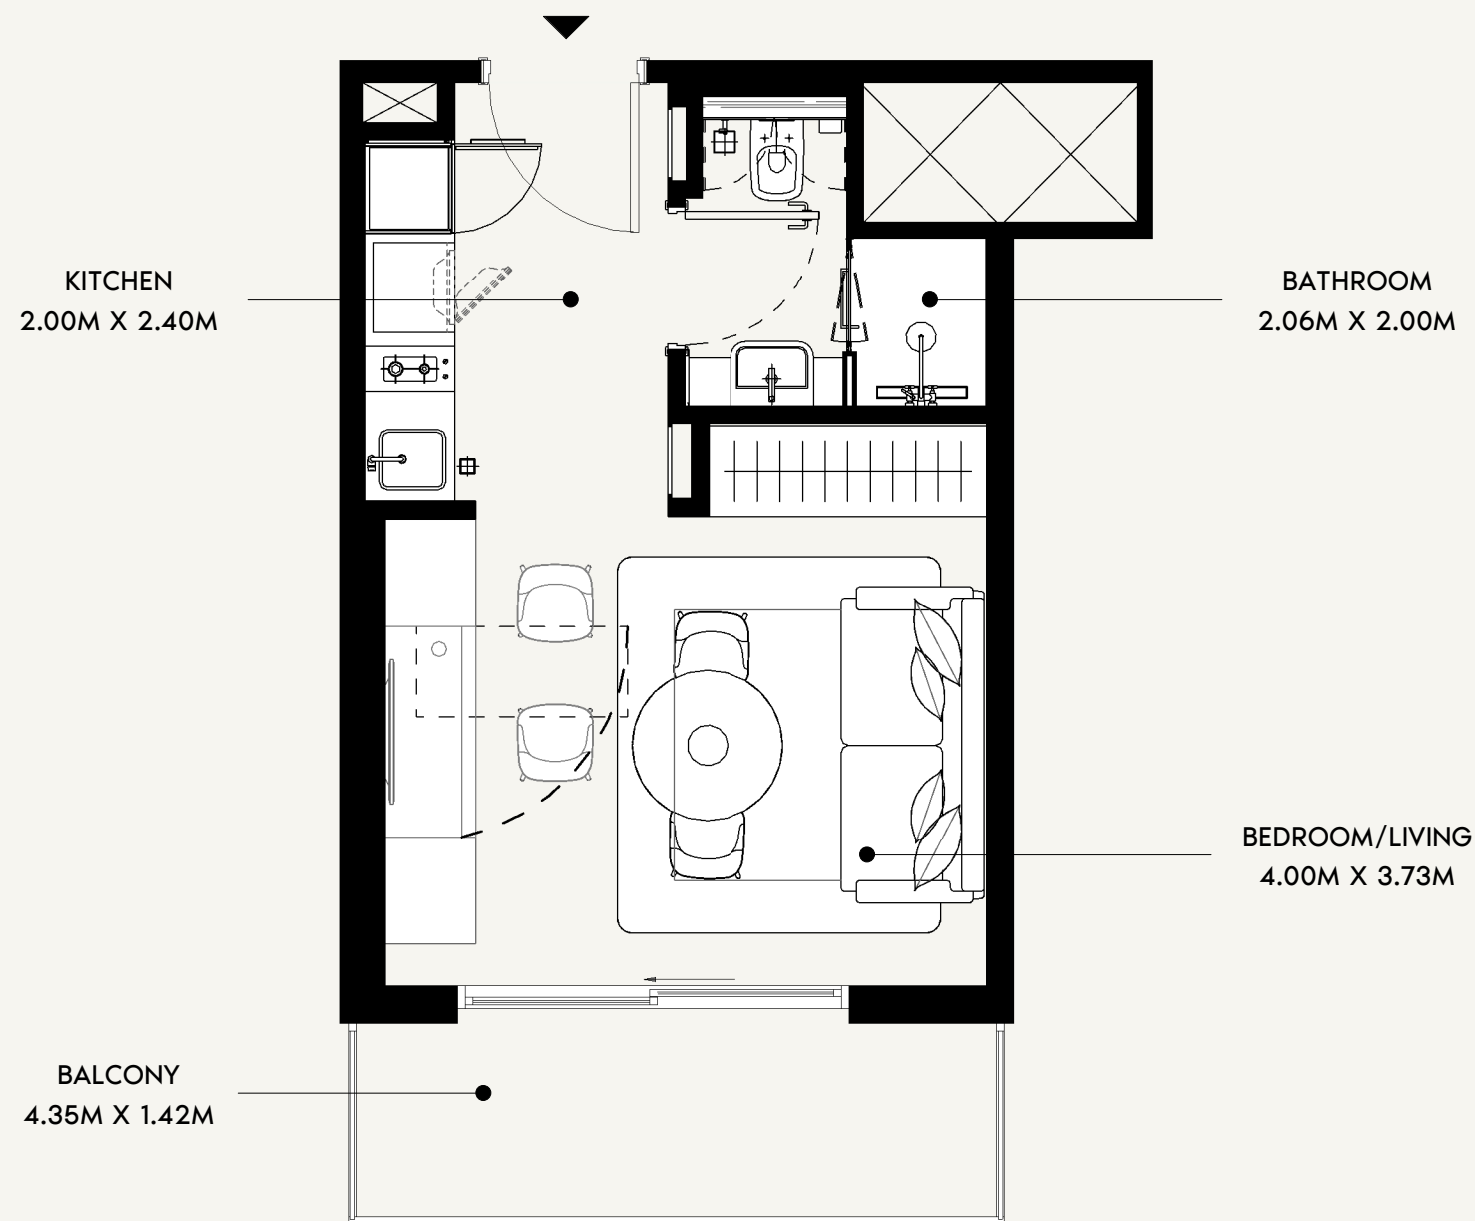 KITCHEN
2.00M X 2.40M
BATHROOM
2.06M X 2.00M
BEDROOM/LIVING
4.00M X 3.73M
BALCONY
4.35M X 1.42M